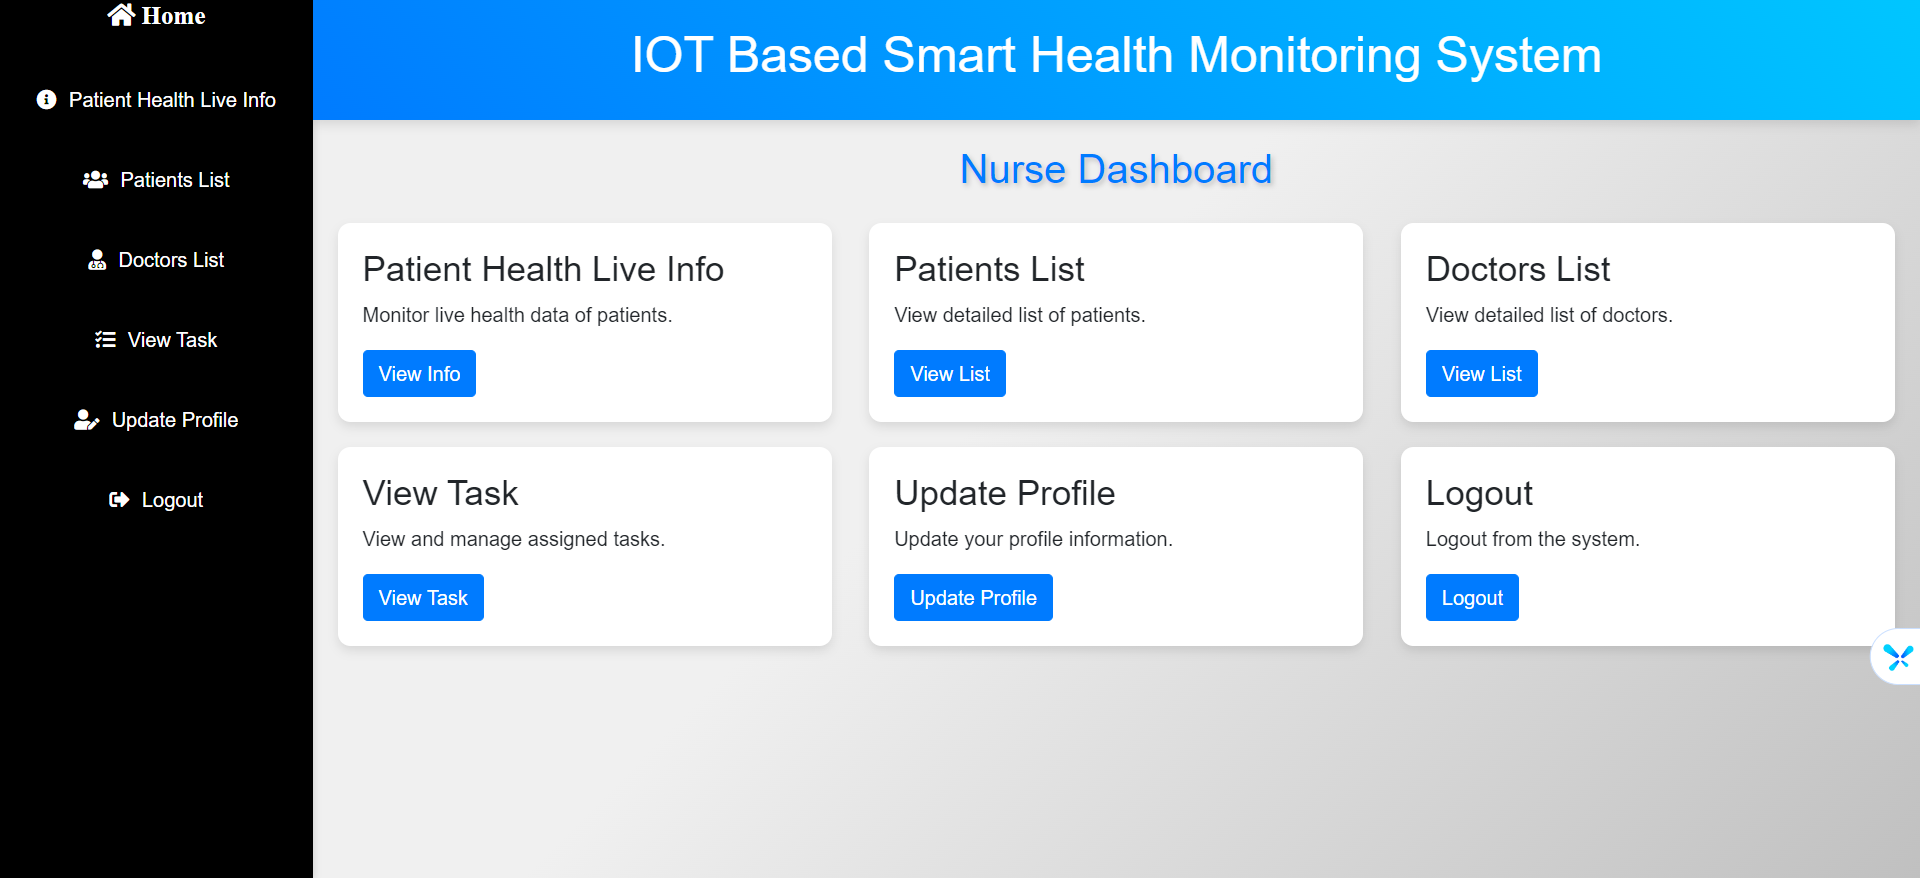 Home
Patient Health Live Info
Patients List
Doctors List
View Task
Update Profile
Logout
IOT Based Smart Health Monitoring System
Nurse Dashboard
Patient Health Live Info
Monitor live health data of patients.
View Info
Patients List
View detailed list of patients.
View List
Doctors List
View detailed list of doctors.
View List
View Task
View and manage assigned tasks.
View Task
Update Profile
Update your profile information.
Update Profile
Logout
Logout from the system.
Logout